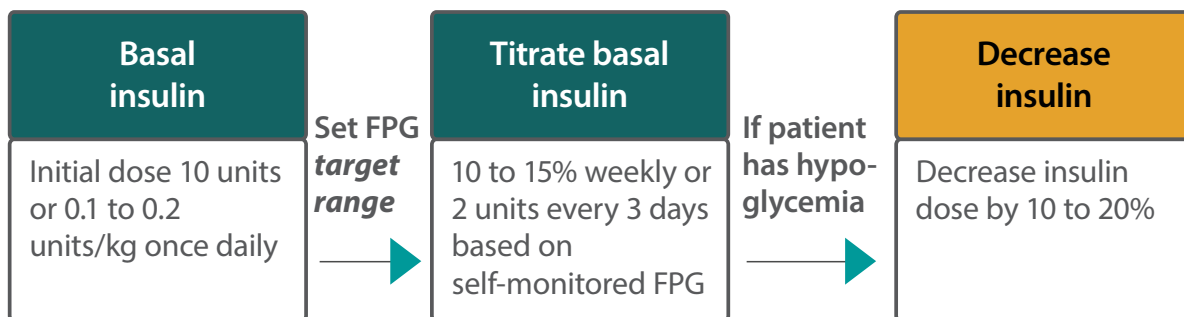 Basal
insulin
Initial dose 10 units
or 0.1 to 0.2
units/kg once daily
Set FPG
target
range
Titrate basal
insulin
10 to 15% weekly or
2 units every 3 days
based on
self-monitored FPG
If patient
has hypo-
glycemia
Decrease
insulin
Decrease insulin
dose by 10 to 20%